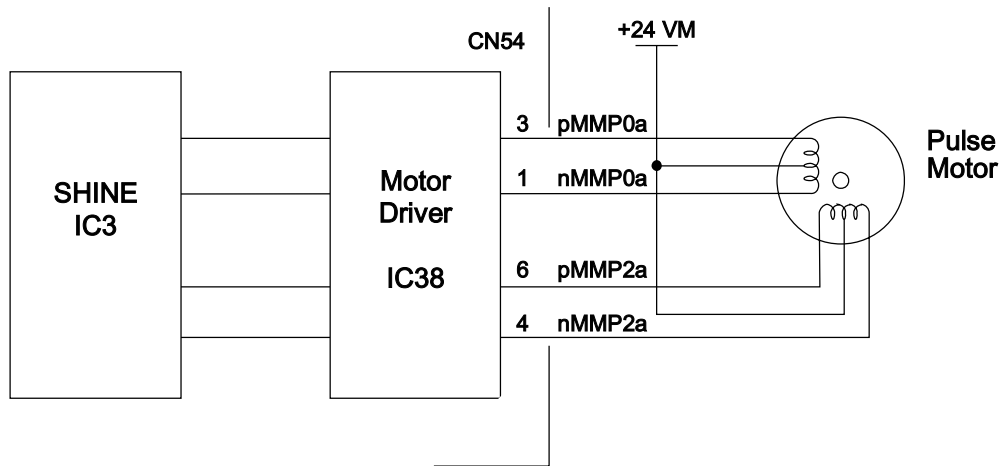 CN54
+24 VM
SHINE
IC3
Motor
Driver
IC38
3 pMMP0a
1 nMMP0a
6 pMMP2a
4 nMMP2a
Pulse
Motor